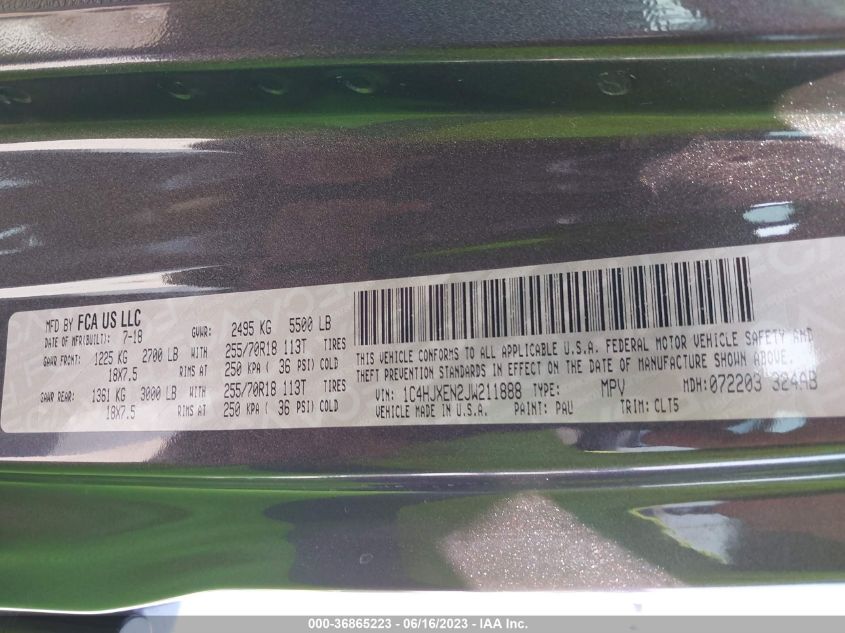 MFD BY FCA US LLC
DATE OF MFR(BUILT): 7-18 GVWR: 2495 KG 5500 LB
GAWR FRONT: 1225 KG 2700 LB WITH 255/70R18 113T TIRES
18X7.5 RIMS AT 250 KPA ( 36 PSI) COLD
GAWR REAR: 1361 KG 3000 LB WITH 255/70R18 113T TIRES
18X7.5 RIMS AT 250 KPA ( 36 PSI) COLD
THIS VEHICLE CONFORMS TO ALL APPLICABLE U.S.A. FEDERAL MOTOR VEHICLE SAFETY AND
THEFT PREVENTION STANDARDS IN EFFECT ON THE DATE OF MANUFACTURE SHOWN ABOVE.
VIN: 1C4HJXEN2JW211888 TYPE: MPV MDH: 072203 324AB
VEHICLE MADE IN U.S.A. PAINT: PAU TRIM: CLT5
000-36865223 - 06/16/2023 - IAA Inc.